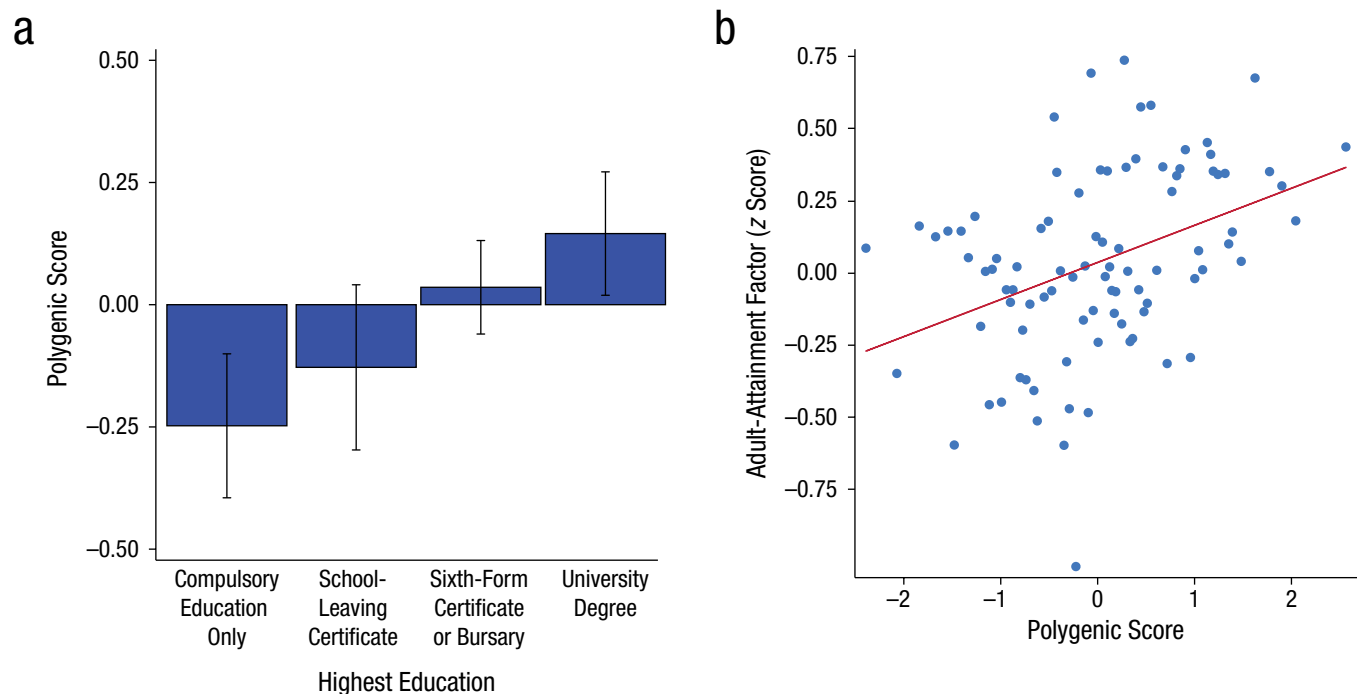 a
0.50
0.25
0.00
–0.25
–0.50
Polygenic Score
Compulsory
Education
Only
School-
Leaving
Certificate
Sixth-Form
Certificate
or Bursary
University
Degree
Highest Education
b
0.75
0.50
0.25
0.00
–0.25
–0.50
–0.75
Adult-Attainment Factor (z Score)
–2
–1
0
1
2
Polygenic Score